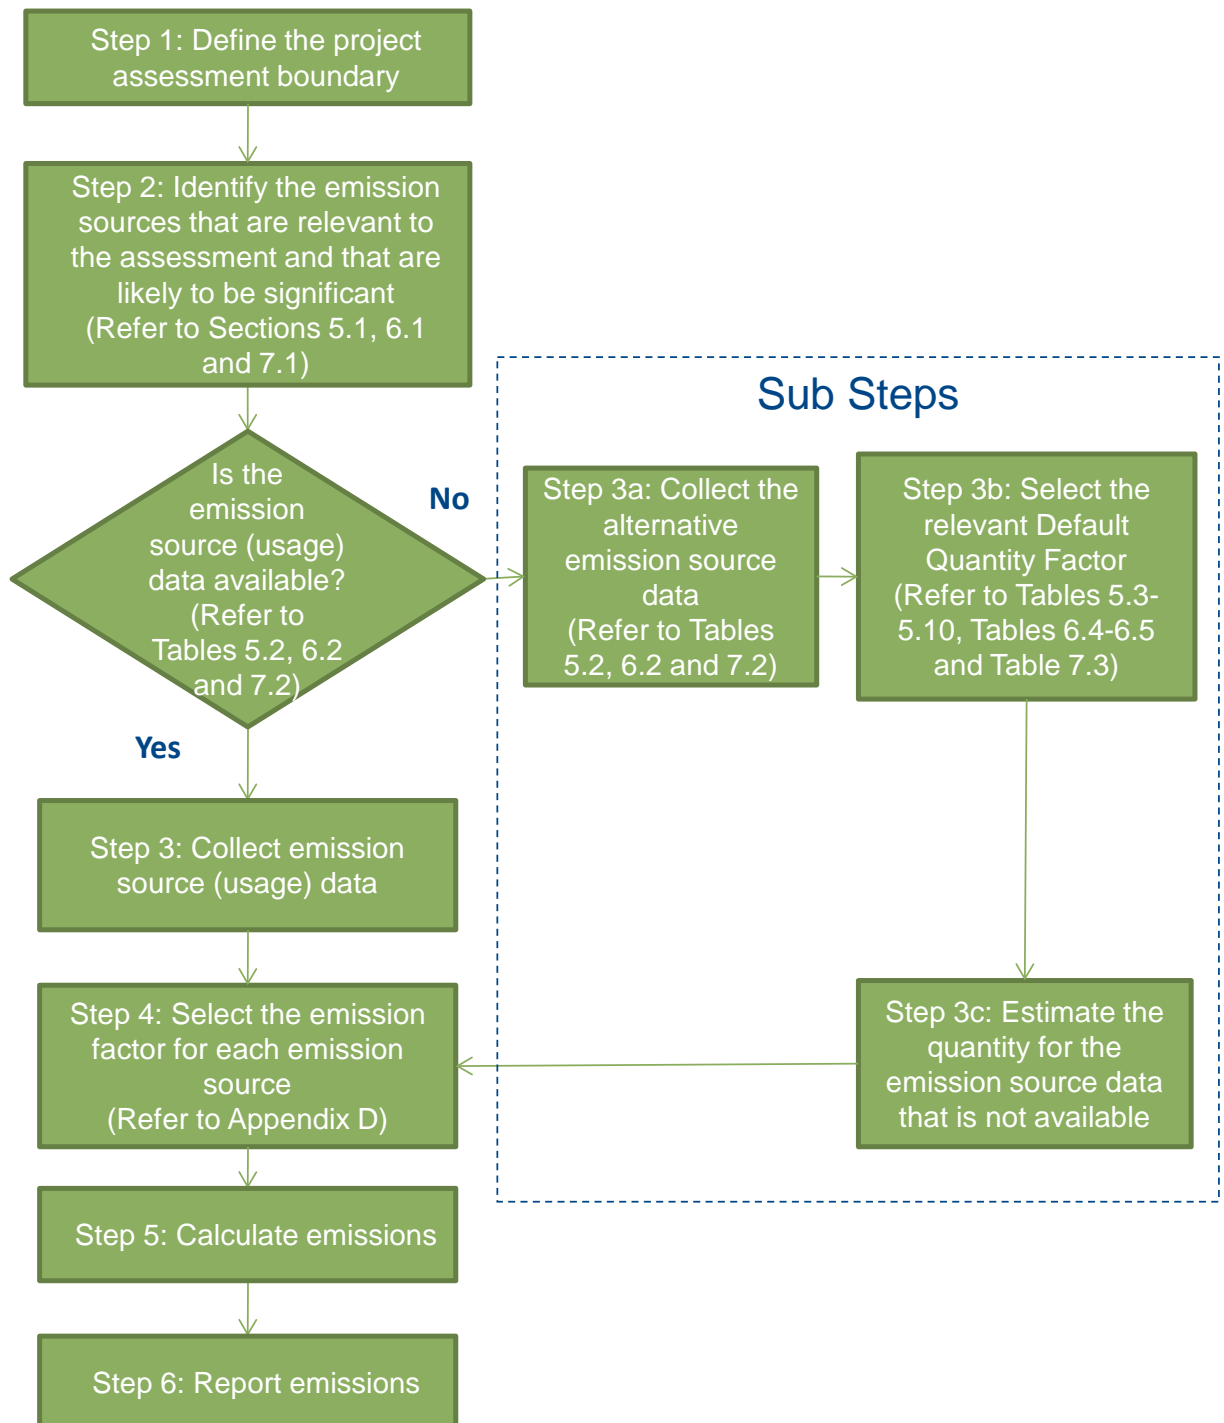 Step 1: Define the project
assessment boundary
Step 2: Identify the emission
sources that are relevant to
the assessment and that are
likely to be significant
(Refer to Sections 5.1, 6.1
and 7.1)
Is the
emission
source (usage)
data available?
(Refer to
Tables 5.2, 6.2
and 7.2)
No
Yes
Sub Steps
Step 3a: Collect the
alternative
emission source
data
(Refer to Tables
5.2, 6.2 and 7.2)
Step 3b: Select the
relevant Default
Quantity Factor
(Refer to Tables 5.3-
5.10, Tables 6.4-6.5
and Table 7.3)
Step 3c: Estimate the
quantity for the
emission source data
that is not available
Step 3: Collect emission
source (usage) data
Step 4: Select the emission
factor for each emission
source
(Refer to Appendix D)
Step 5: Calculate emissions
Step 6: Report emissions